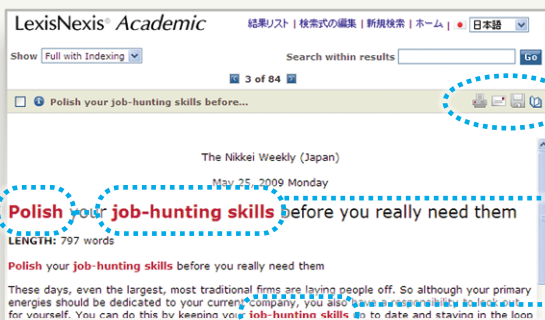 LexisNexis® Academic
結果リスト | 検索式の編集 | 新規検索 | ホーム | 日本語
Show Full with Indexing Search within results Go
3 of 84
Polish your job-hunting skills before...
The Nikkei Weekly (Japan)
May 25, 2009 Monday
Polish your job-hunting skills before you really need them
LENGTH: 797 words
Polish your job-hunting skills before you really need them
These days, even the largest, most traditional firms are laying people off. So although your primary
energies should be dedicated to your current company, you also have a responsibility to look out
for yourself. You can do this by keeping your job-hunting skills up to date and staying in the loop